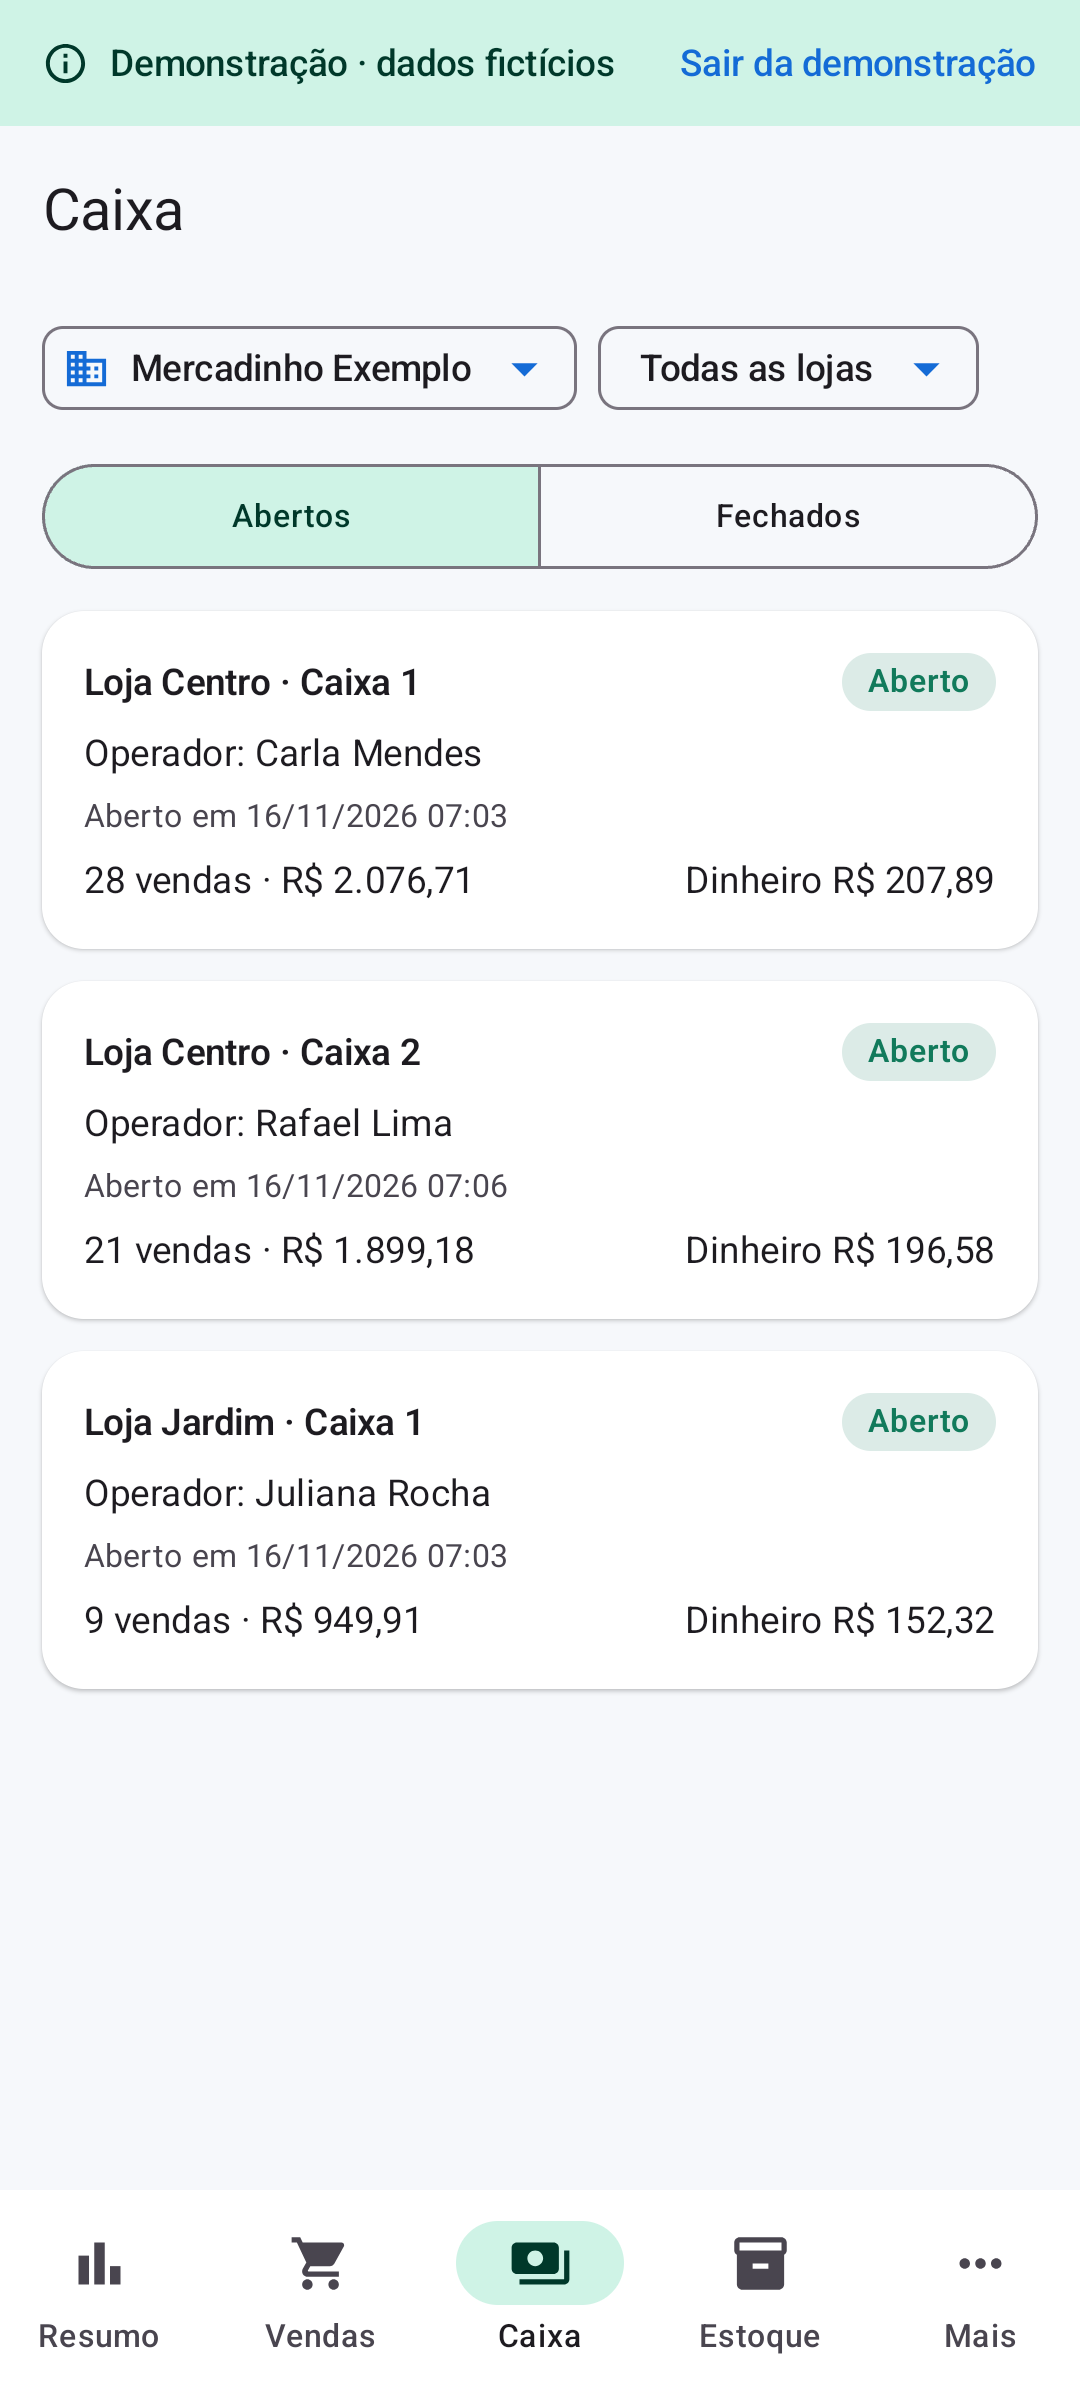 Demonstração · dados fictícios
Sair da demonstração
Caixa
Mercadinho Exemplo
Todas as lojas
Abertos
Fechados
Loja Centro · Caixa 1
Aberto
Operador: Carla Mendes
Aberto em 16/11/2026 07:03
28 vendas · R$ 2.076,71
Dinheiro R$ 207,89
Loja Centro · Caixa 2
Aberto
Operador: Rafael Lima
Aberto em 16/11/2026 07:06
21 vendas · R$ 1.899,18
Dinheiro R$ 196,58
Loja Jardim · Caixa 1
Aberto
Operador: Juliana Rocha
Aberto em 16/11/2026 07:03
9 vendas · R$ 949,91
Dinheiro R$ 152,32
Resumo
Vendas
Caixa
Estoque
Mais